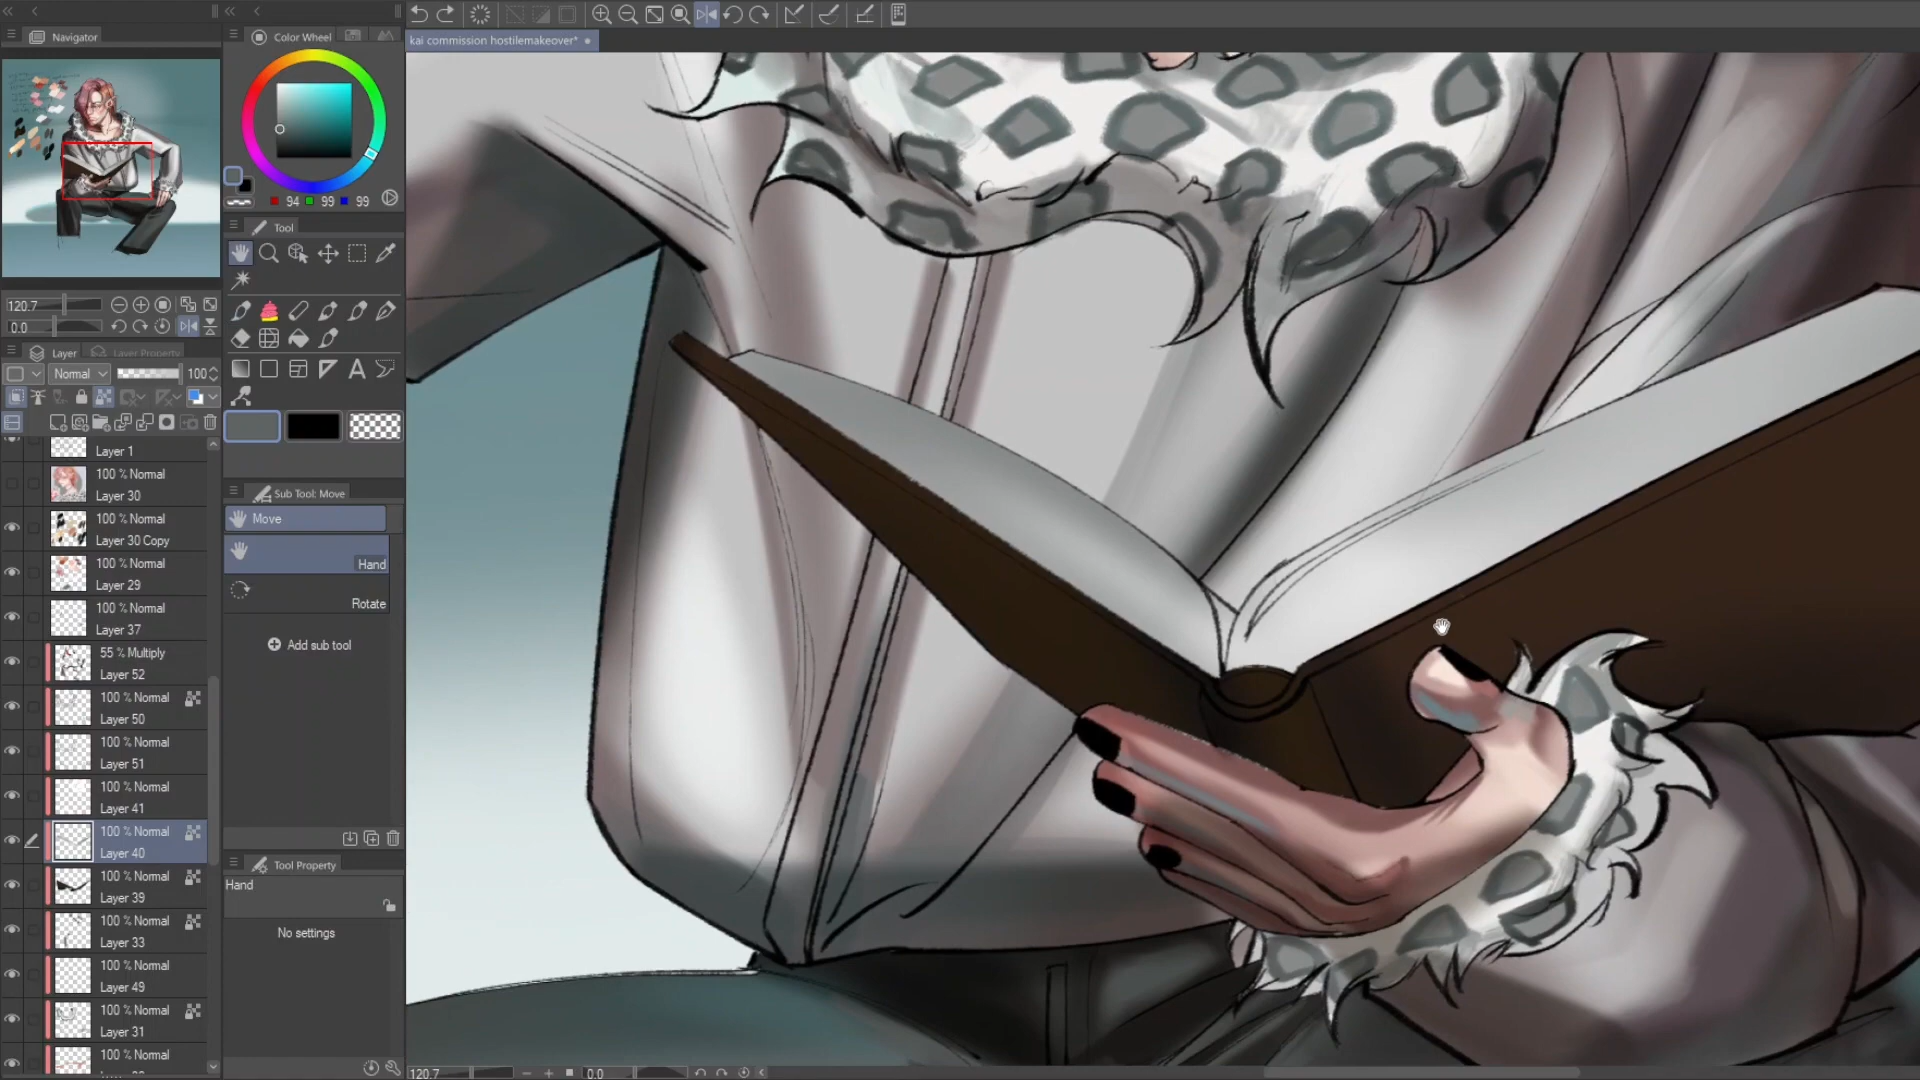 Navigator
Color Wheel
kai commission hostilemakeover*
94 99 99
Tool
120.7
0.0
Layer
Layer Property
Normal
100
Layer 1
100 % Normal
Layer 30
100 % Normal
Layer 30 Copy
100 % Normal
Layer 29
100 % Normal
Layer 37
55 % Multiply
Layer 52
100 % Normal
Layer 50
100 % Normal
Layer 51
100 % Normal
Layer 41
100 % Normal
Layer 40
100 % Normal
Layer 39
100 % Normal
Layer 33
100 % Normal
Layer 49
100 % Normal
Layer 31
100 % Normal
Sub Tool: Move
Move
Hand
Rotate
Add sub tool
Tool Property
Hand
No settings
120.7
0.0